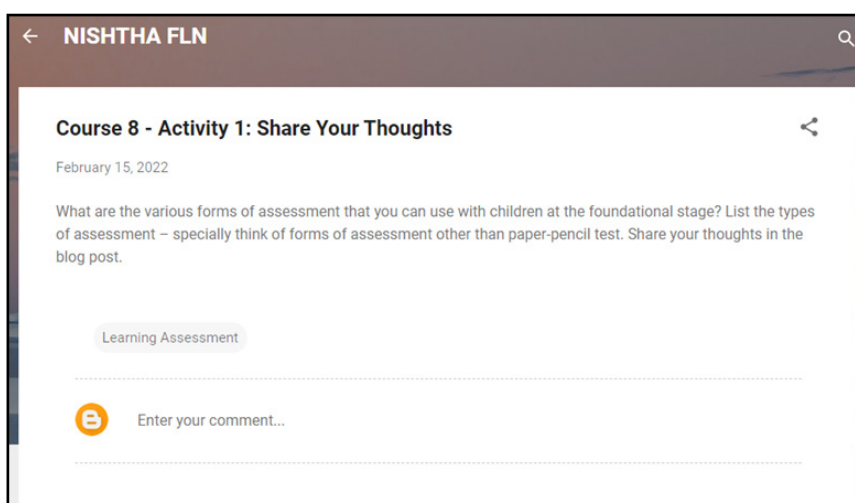 NISHTHA FLN
Course 8 - Activity 1: Share Your Thoughts
February 15, 2022
What are the various forms of assessment that you can use with children at the foundational stage? List the types
of assessment – specially think of forms of assessment other than paper-pencil test. Share your thoughts in the
blog post.
Learning Assessment
Enter your comment...